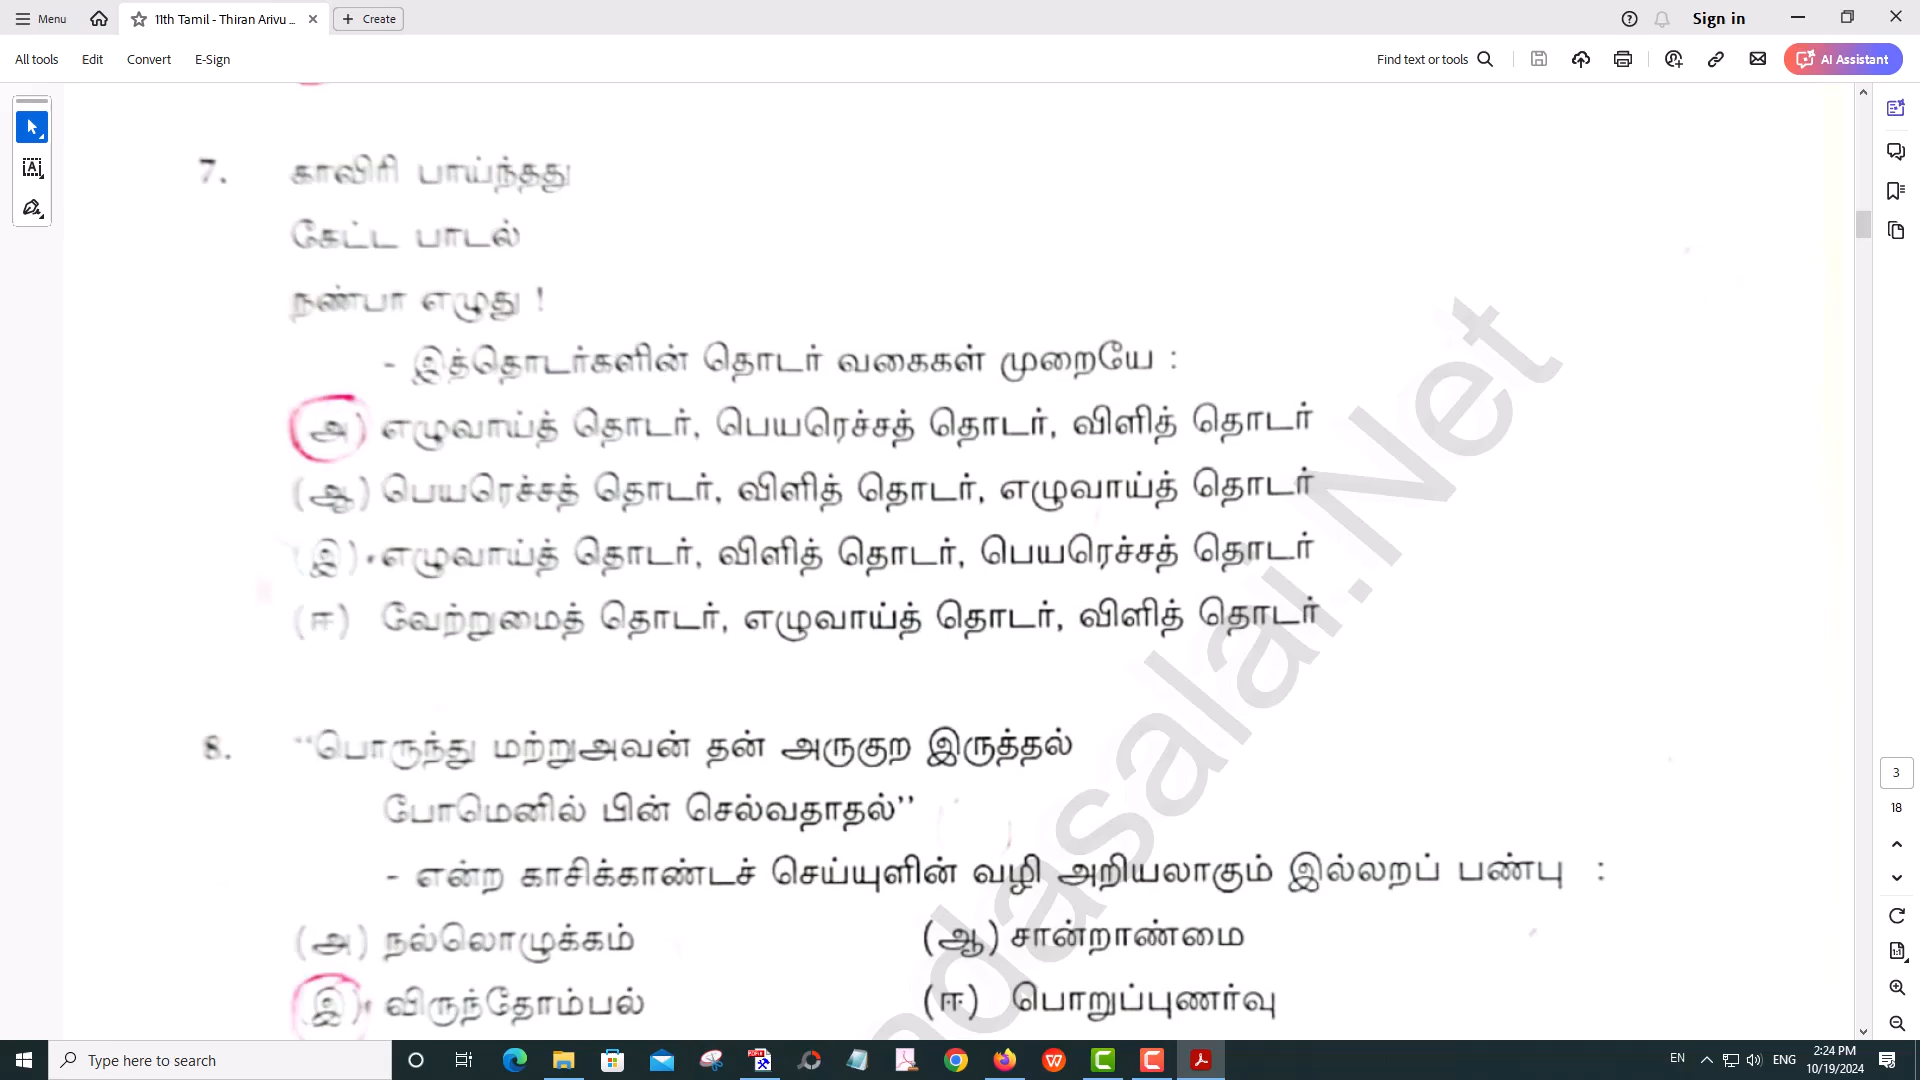 Menu
11th Tamil - Thiran Arivu ...
Create
Sign in
All tools
Edit
Convert
E-Sign
Find text or tools
AI Assistant
7. காவிரி பாய்ந்தது
கேட்ட பாடல்
நண்பா எழுது !
- இத்தொடர்களின் தொடர் வகைகள் முறையே :
(அ) எழுவாய்த் தொடர், பெயரெச்சத் தொடர், விளித் தொடர்
(ஆ) பெயரெச்சத் தொடர், விளித் தொடர், எழுவாய்த் தொடர்
(இ) எழுவாய்த் தொடர், விளித் தொடர், பெயரெச்சத் தொடர்
(ஈ) வேற்றுமைத் தொடர், எழுவாய்த் தொடர், விளித் தொடர்
8. “பொருந்து மற்றுஅவன் தன் அருகுற இருத்தல்
போமெனில் பின் செல்வதாதல்”
- என்ற காசிக்காண்டச் செய்யுளின் வழி அறியலாகும் இல்லறப் பண்பு :
(அ) நல்லொழுக்கம் (ஆ) சான்றாண்மை
(இ) விருந்தோம்பல் (ஈ) பொறுப்புணர்வு
adasalai.Net
3
18
Type here to search
EN
ENG
2:24 PM
10/19/2024